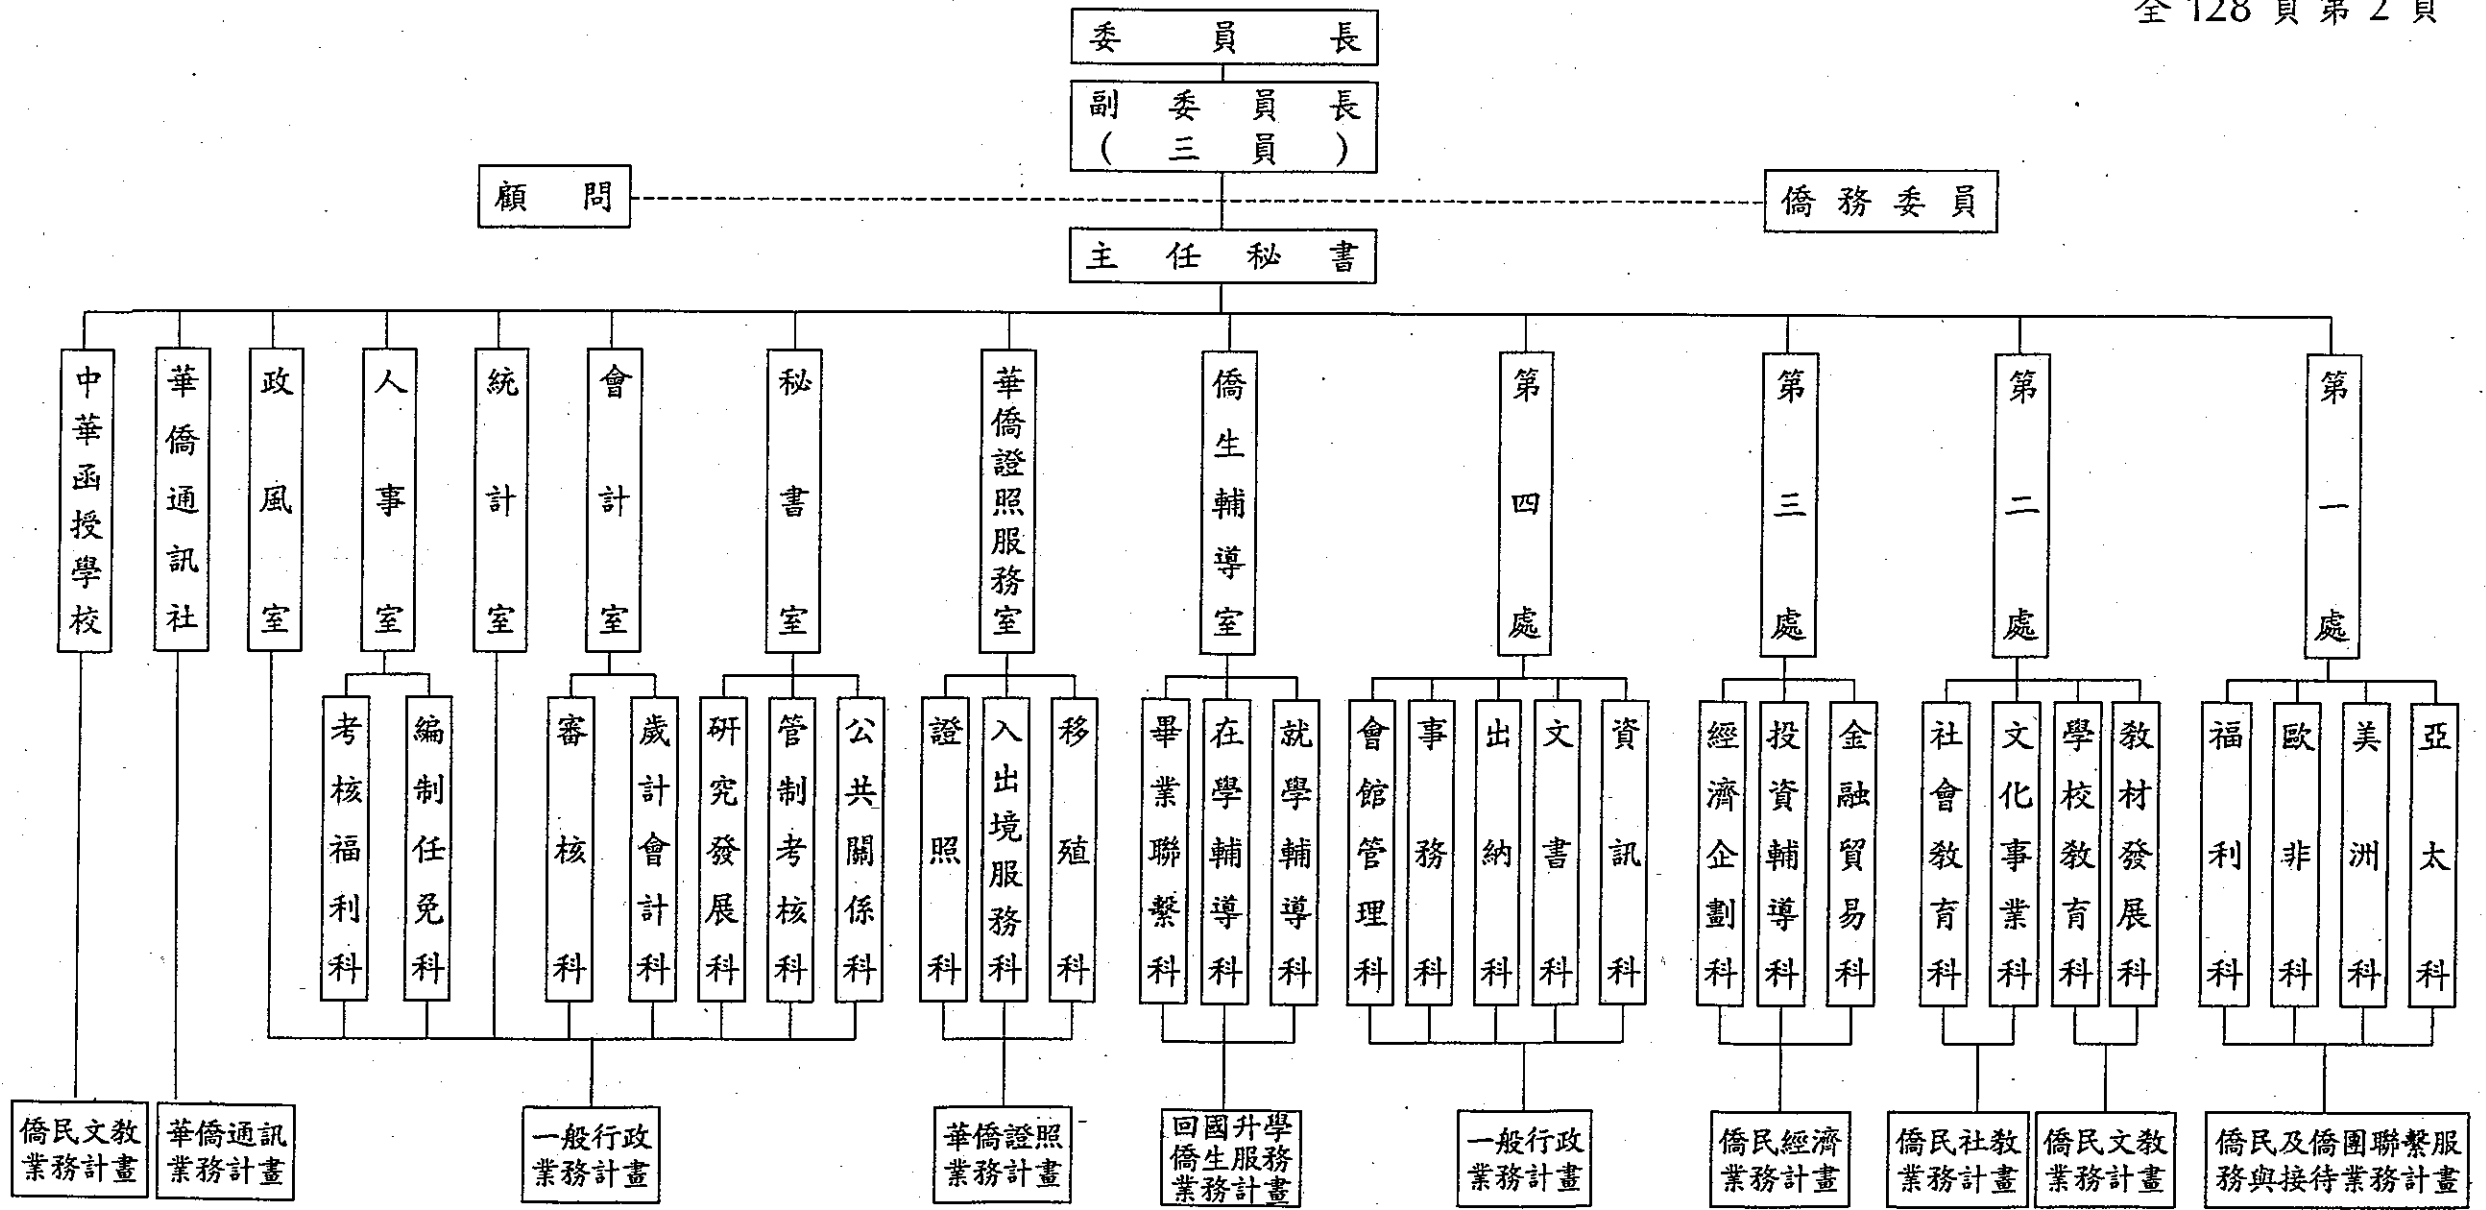 全 128 頁 第 2 頁
委員長
副委員長
(三員)
顧問
僑務委員
主任秘書
中華函授學校
華僑通訊社
政風室
人事室
統計室
會計室
秘書室
華僑證照服務室
僑生輔導室
第四處
第三處
第二處
第一處
考核福利科
編制任免科
審核科
歲計會計科
研究發展科
管制考核科
公共關係科
證照科
入出境服務科
移殖科
畢業聯繫科
在學輔導科
就學輔導科
會館管理科
事務科
出納科
文書科
資訊科
經濟企劃科
投資輔導科
金融貿易科
社會教育科
文化事業科
學校教育科
教材發展科
福利科
歐非科
美洲科
亞太科
僑民文教
業務計畫
華僑通訊
業務計畫
一般行政
業務計畫
華僑證照
業務計畫
回國升學
僑生服務
業務計畫
一般行政
業務計畫
僑民經濟
業務計畫
僑民社教
業務計畫
僑民文教
業務計畫
僑民及僑團聯繫服
務與接待業務計畫